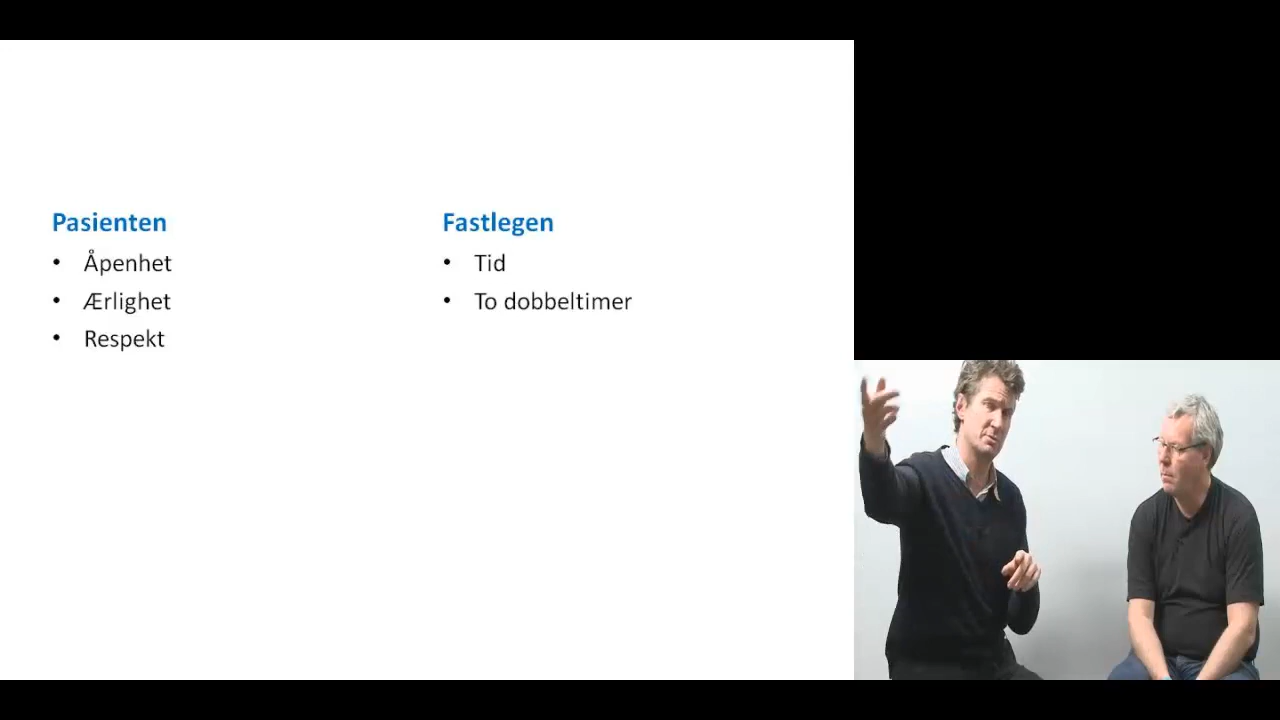 Pasienten
• Åpenhet
• Ærlighet
• Respekt
Fastlegen
• Tid
• To dobbeltimer